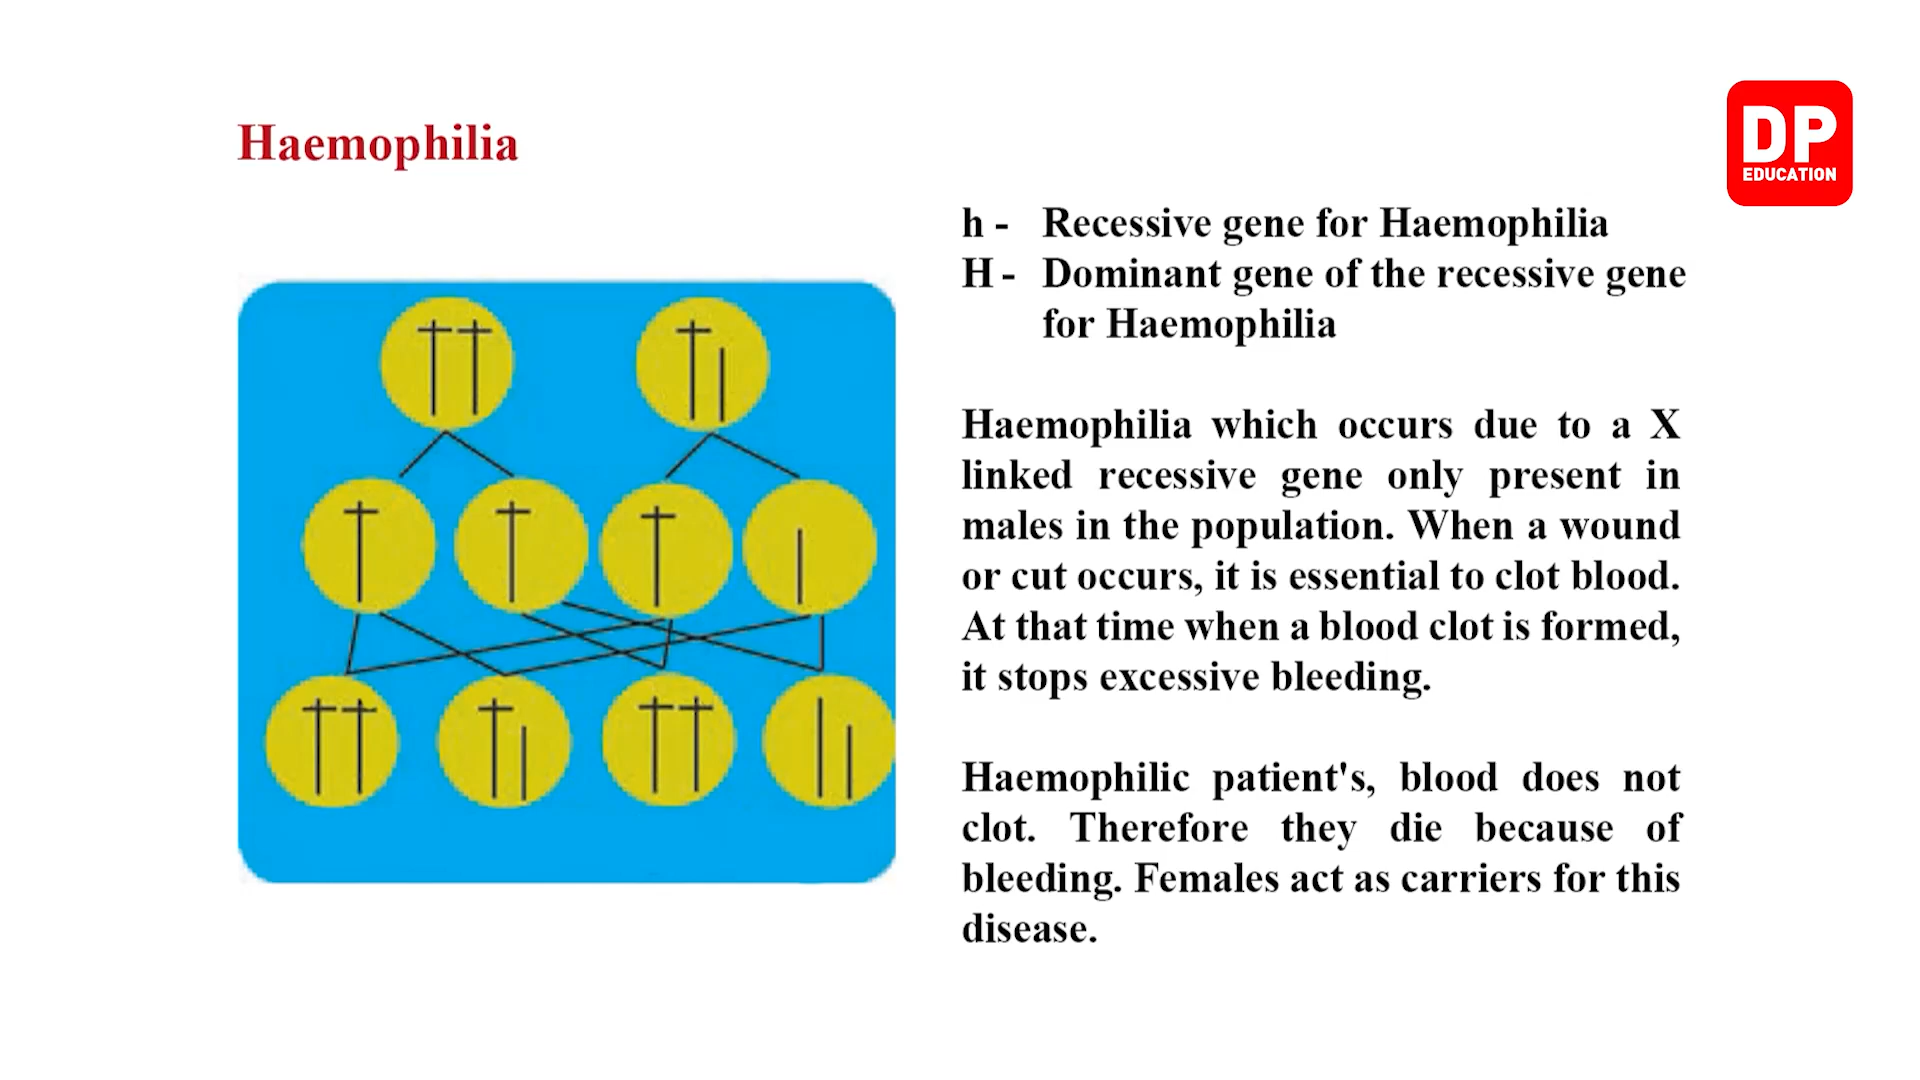 Haemophilia
DP
EDUCATION
h - Recessive gene for Haemophilia
H - Dominant gene of the recessive gene
for Haemophilia
Haemophilia which occurs due to a X
linked recessive gene only present in
males in the population. When a wound
or cut occurs, it is essential to clot blood.
At that time when a blood clot is formed,
it stops excessive bleeding.
Haemophilic patient's, blood does not
clot. Therefore they die because of
bleeding. Females act as carriers for this
disease.